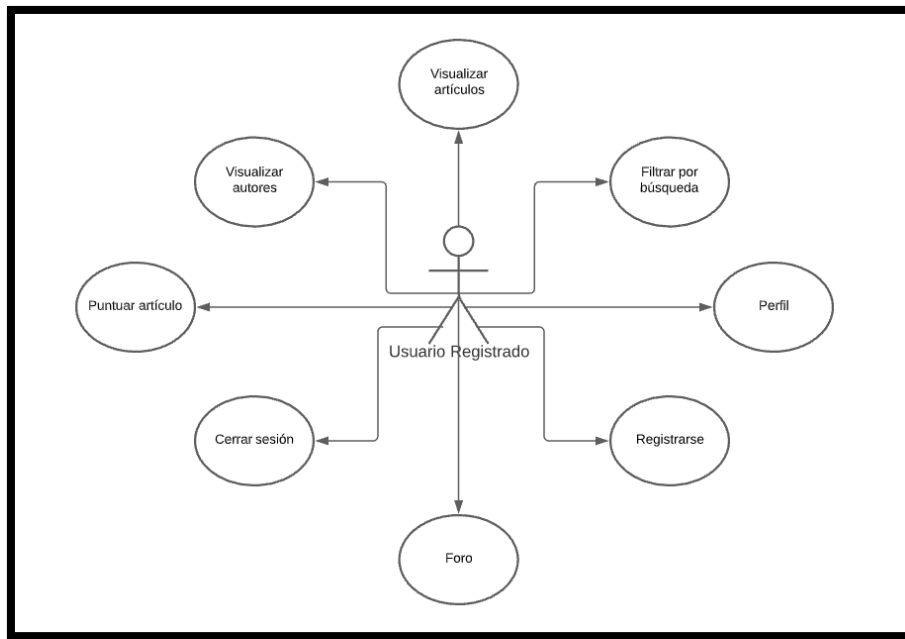 Visualizar
artículos
Visualizar
autores
Filtrar por
búsqueda
Puntuar artículo
Perfil
Usuario Registrado
Cerrar sesión
Registrarse
Foro